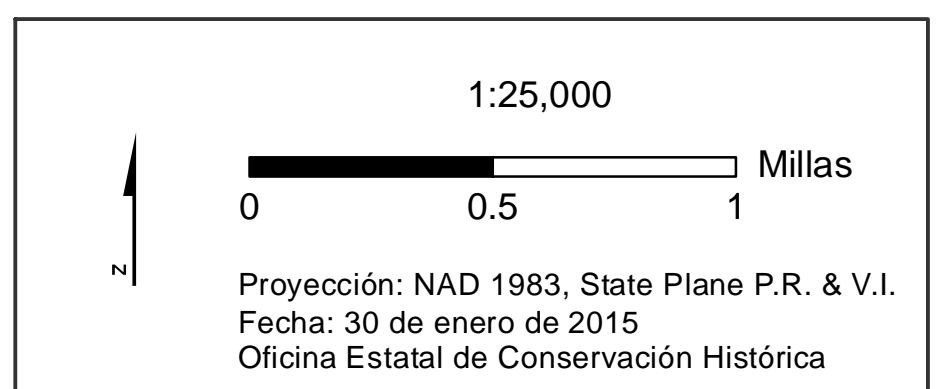 1:25,000
Millas
0 0.5 1
N
Proyección: NAD 1983, State Plane P.R. & V.I.
Fecha: 30 de enero de 2015
Oficina Estatal de Conservación Histórica